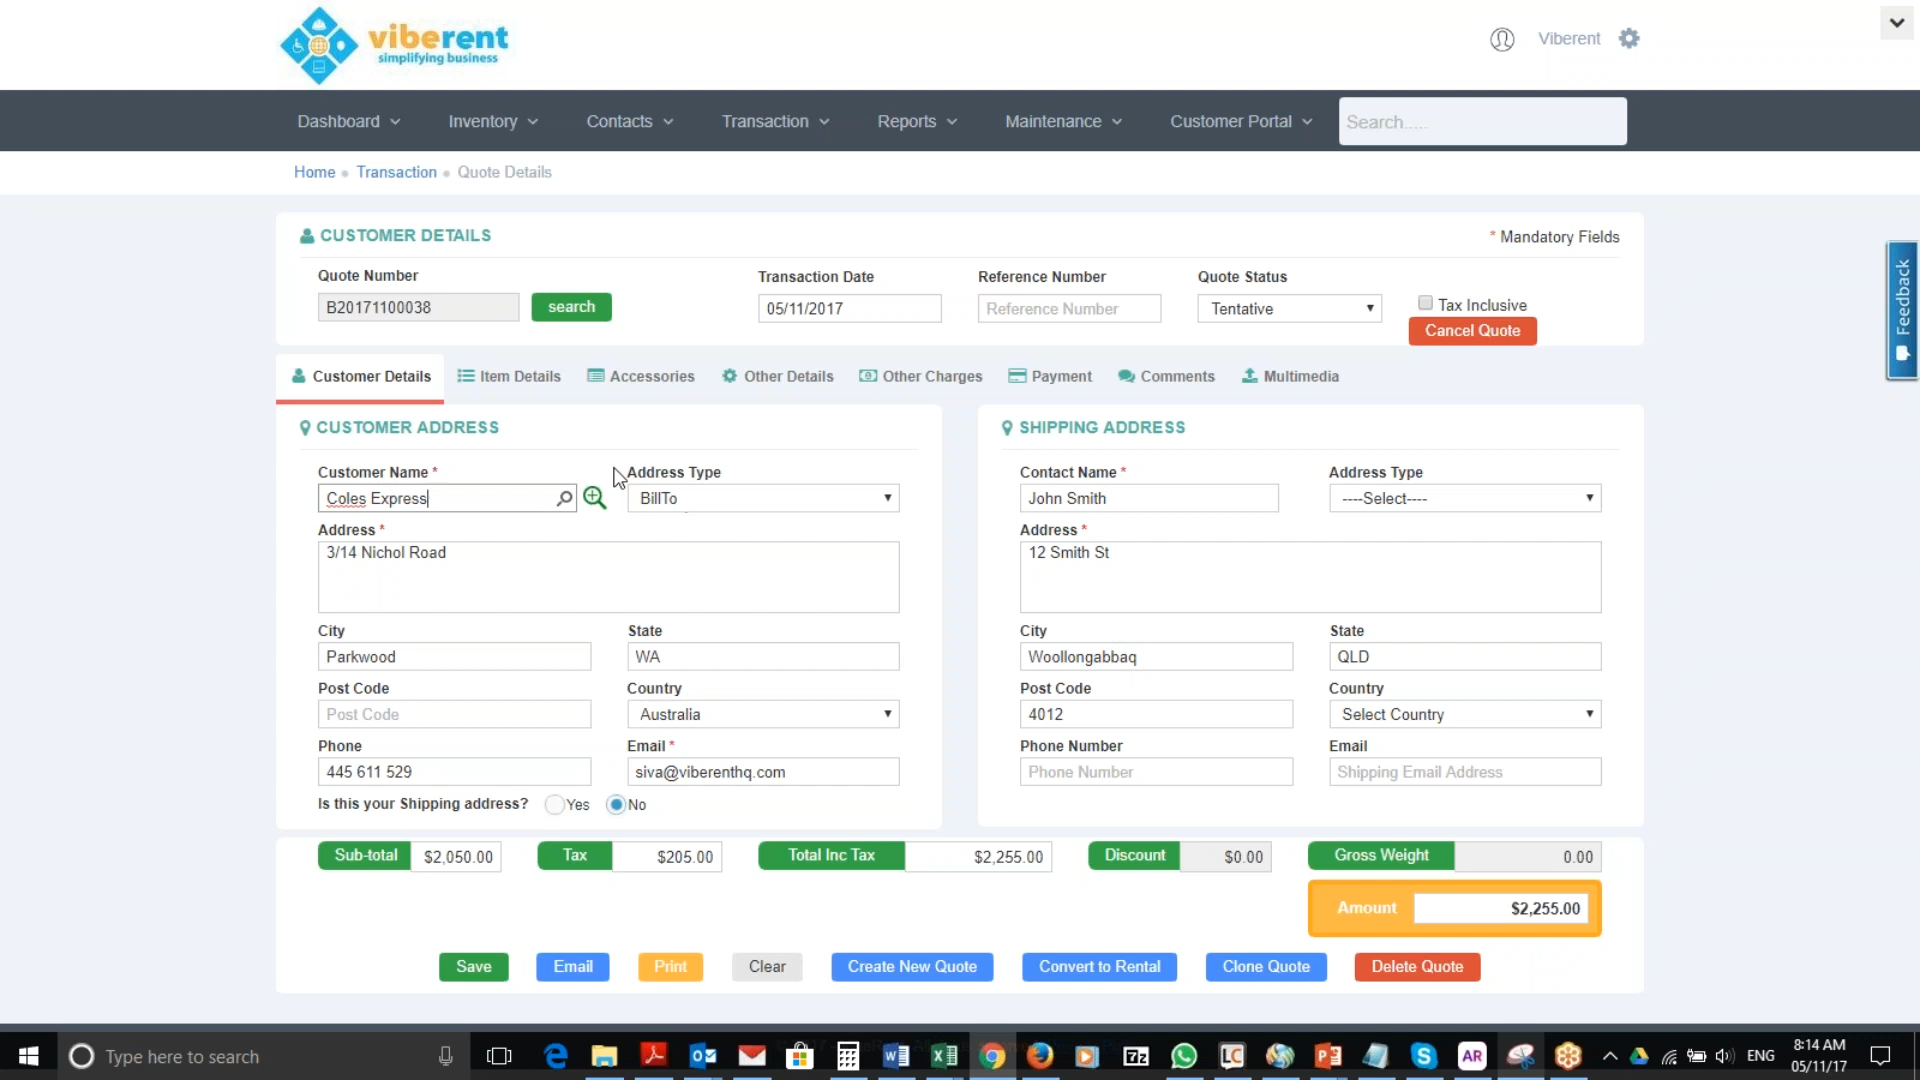 viberent
simplifying business
Viberent
Dashboard Inventory Contacts Transaction Reports Maintenance Customer Portal Search.....
Home Transaction Quote Details
CUSTOMER DETAILS
* Mandatory Fields
Quote Number Transaction Date Reference Number Quote Status
B20171100038 search 05/11/2017 Reference Number Tentative Tax Inclusive
Cancel Quote
Feedback
Customer Details Item Details Accessories Other Details Other Charges Payment Comments Multimedia
CUSTOMER ADDRESS
Customer Name * Address Type
Coles Express BillTo
Address *
3/14 Nichol Road
City State
Parkwood WA
Post Code Country
Post Code Australia
Phone Email *
445 611 529 siva@viberenthq.com
Is this your Shipping address? Yes No
SHIPPING ADDRESS
Contact Name * Address Type
John Smith ----Select----
Address *
12 Smith St
City State
Woollongabbaq QLD
Post Code Country
4012 Select Country
Phone Number Email
Phone Number Shipping Email Address
Sub-total $2,050.00 Tax $205.00 Total Inc Tax $2,255.00 Discount $0.00 Gross Weight 0.00
Amount $2,255.00
Save Email Print Clear Create New Quote Convert to Rental Clone Quote Delete Quote
Type here to search
ENG
8:14 AM
05/11/17